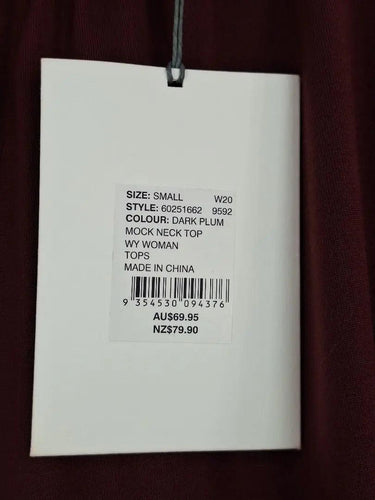 SIZE: SMALL W20
STYLE: 60251662 9592
COLOUR: DARK PLUM
MOCK NECK TOP
WY WOMAN
TOPS
MADE IN CHINA
9 354530 094376
AU$69.95
NZ$79.90